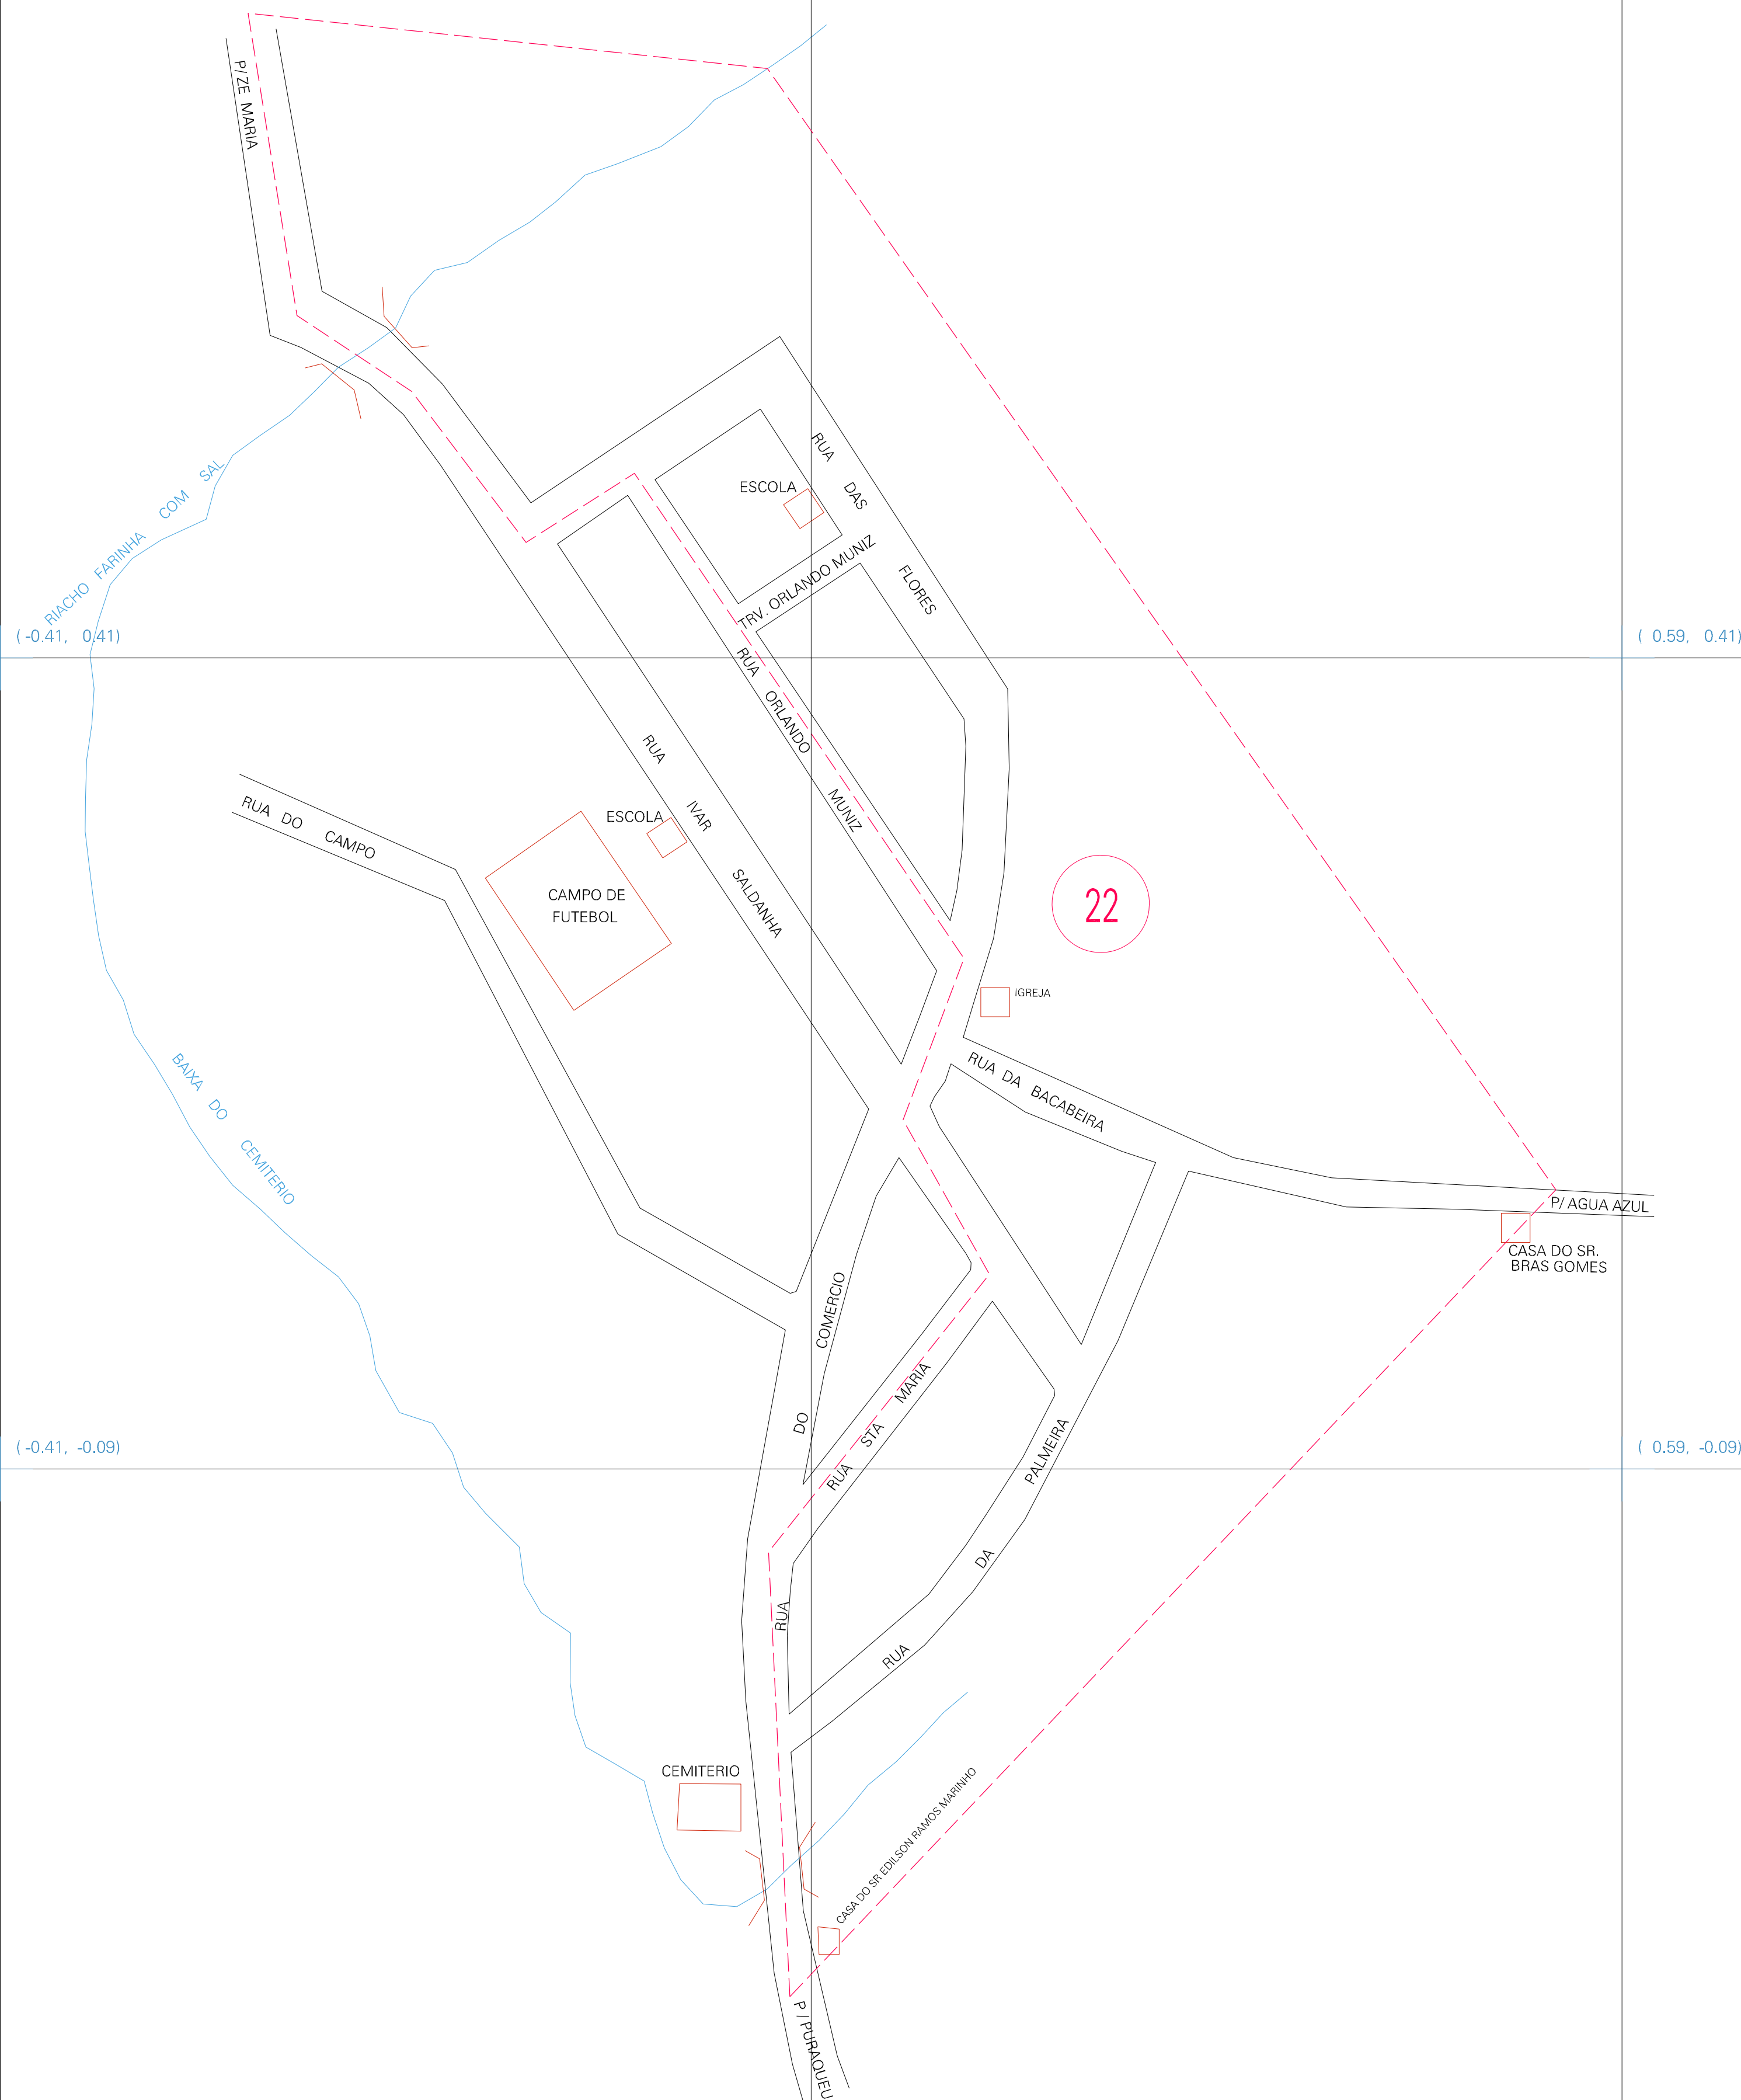 P/ ZE MARIA
RIACHO FARINHA COM SAL
ESCOLA
RUA DAS FLORES
TRV. ORLANDO MUNIZ
(-0.41, 0.41)
( 0.59, 0.41)
RUA ORLANDO MUNIZ
RUA IVAR SALDANHA
RUA DO CAMPO
ESCOLA
CAMPO DE
FUTEBOL
22
IGREJA
RUA DA BACABEIRA
BAIXA DO CEMITERIO
P/ AGUA AZUL
CASA DO SR.
BRAS GOMES
RUA DO COMERCIO
RUA STA MARIA
RUA DA PALMEIRA
(-0.41, -0.09)
( 0.59, -0.09)
CEMITERIO
CASA DO SR EDILSON RAMOS MARINHO
P / PURAQUEU